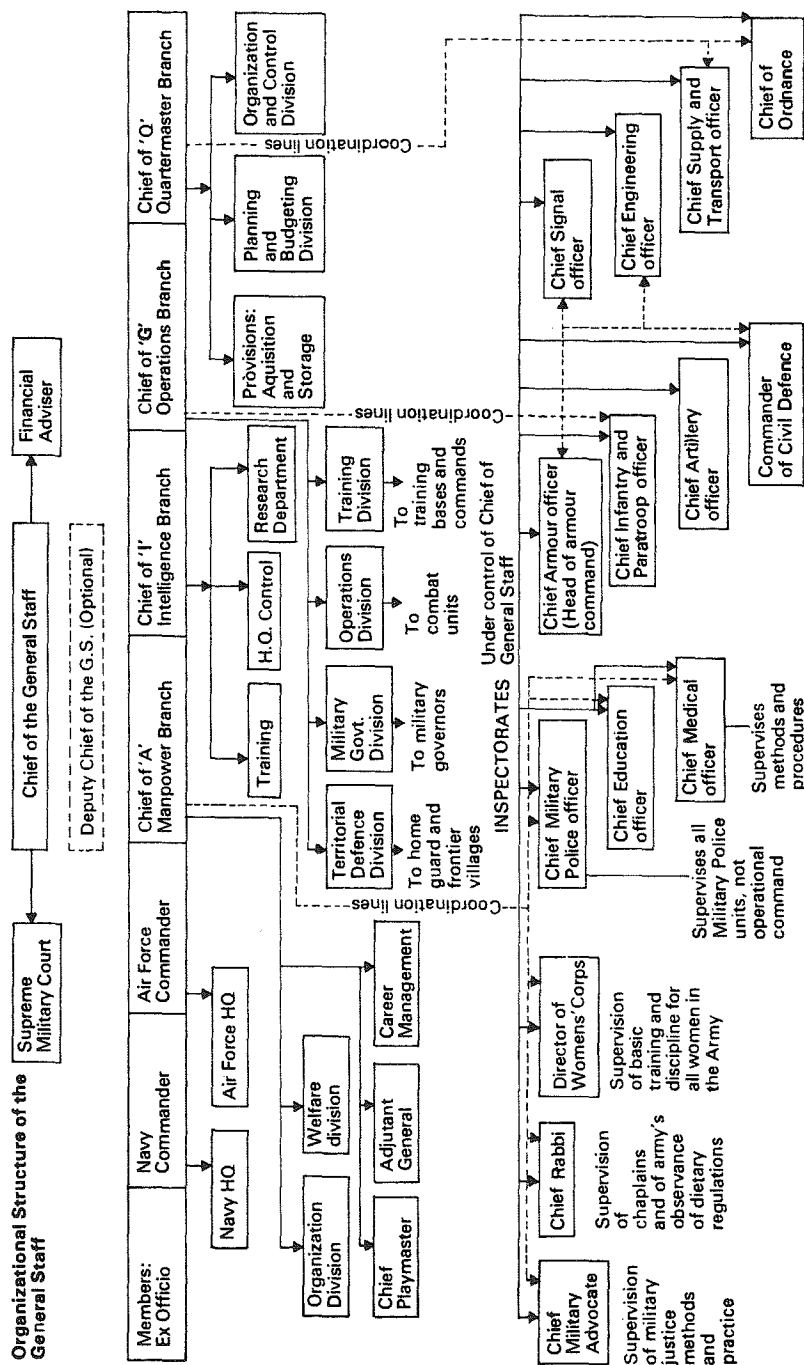 Organizational Structure of the
General Staff
Supreme
Military Court
Chief of the General Staff
Financial
Adviser
Deputy Chief of the G.S. (Optional)
Members:
Ex Officio
Navy
Commander
Air Force
Commander
Chief of 'A'
Manpower Branch
Chief of 'I'
Intelligence Branch
Chief of 'G'
Operations Branch
Chief of 'Q'
Quartermaster Branch
Navy HQ
Air Force HQ
Organization
Division
Welfare
division
Chief
Playmaster
Adjutant
General
Career
Management
Training
H.Q. Control
Research
Department
Provisions:
Aquisition
and
Storage
Planning
and
Budgeting
Division
Organization
and Control
Division
Territorial
Defence
Division
To home
guard and
frontier
villages
Military
Govt.
Division
To military
governors
Operations
Division
To
combat
units
Training
Division
To
training
bases and
commands
Coordination lines
Coordination lines
Coordination lines
INSPECTORATES
Under control of Chief of
General Staff
Chief
Military
Advocate
Supervision
of military
justice
methods
and
practice
Chief Rabbi
Supervision
of
chaplains
and of army's
observance
of dietary
regulations
Director of
Womens' Corps
Supervision
of basic
training and
discipline for
all women in
the Army
Chief Military
Police officer
Supervises all
Military Police
units, not
operational
command
Chief Education
officer
Chief Medical
officer
Supervises
methods and
procedures
Chief Armour officer
(Head of armour
command)
Chief Infantry and
Paratroop officer
Chief Artillery
officer
Commander
of Civil Defence
Chief Signal
officer
Chief Engineering
officer
Chief Supply and
Transport officer
Chief of
Ordnance